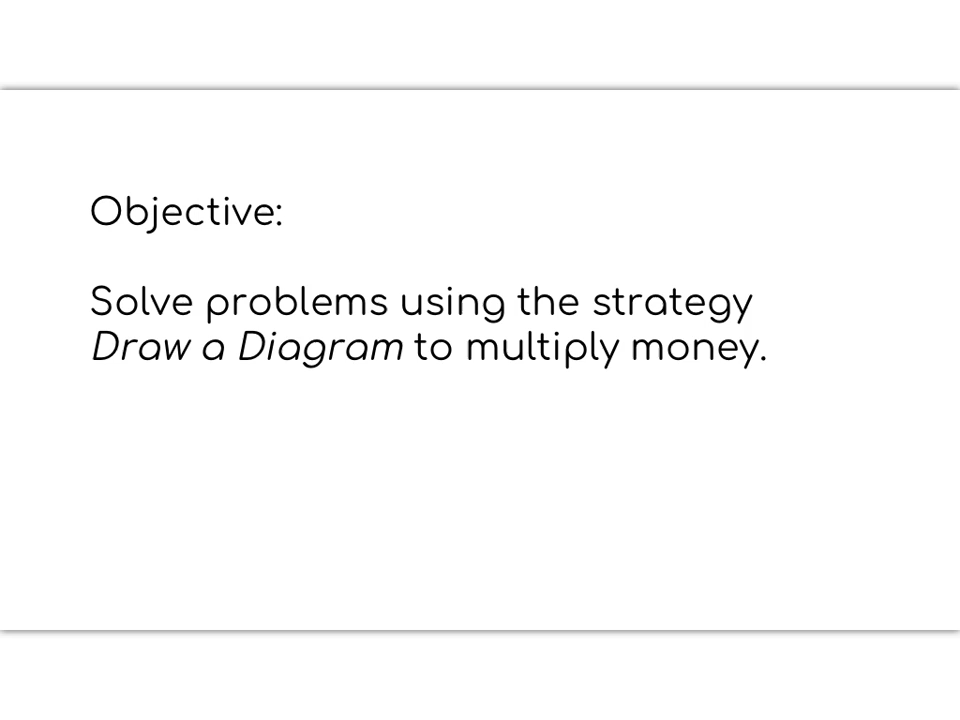 Objective:
Solve problems using the strategy
Draw a Diagram to multiply money.